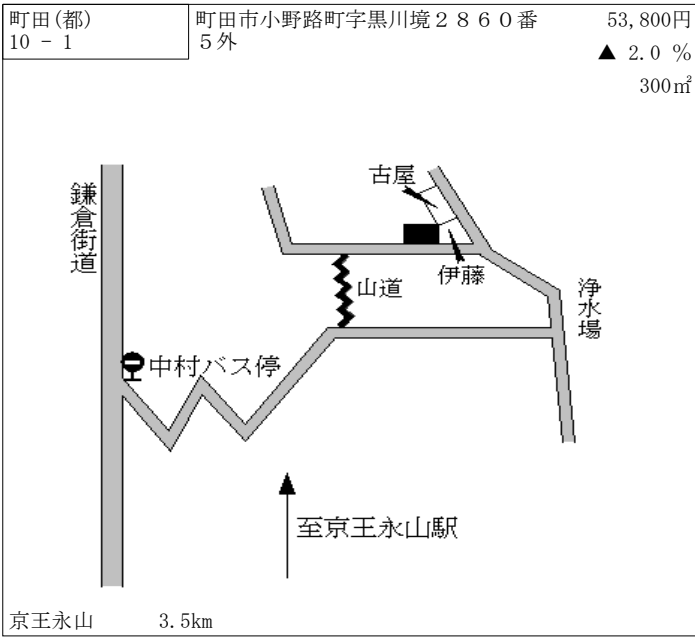 町田(都)
10 - 1
町田市小野路町字黒川境２８６０番
５外
53,800円
▲ 2.0 %
300㎡
鎌倉街道
古屋
伊藤
山道
浄水場
中村バス停
至京王永山駅
京王永山 3.5km